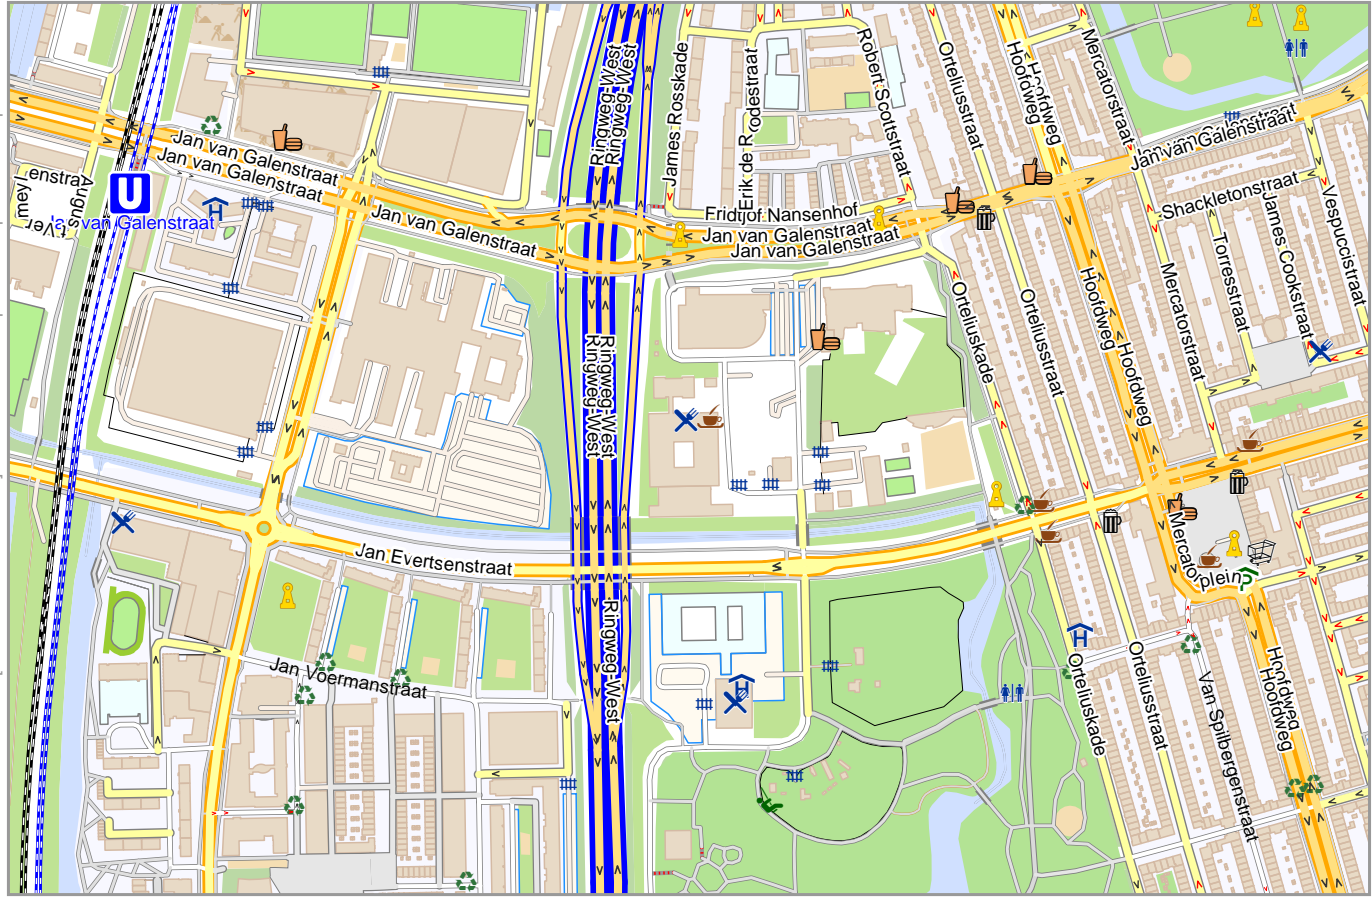 Ringweg-West
Ringweg-West
James Rosskade
Erik de Rodestraat
Robert Scottstraat
Orteliusstraat
Hoofdweg
Hoofdweg
Mercatorstraat
Jan van Galenstraat
Jan van Galenstraat
Jan van Galenstraat
Jan van Galenstraat
U
Jan van Galenstraat
Jan van Galenstraat
Fridtjof Nansenhof
Jan van Galenstraat
Jan van Galenstraat
Shackletonstraat
Vespuccistraat
James Cookstraat
Torresstraat
Mercatorstraat
Hoofdweg
Hoofdweg
Orteliusstraat
Orteliuskade
Ringweg-West
Ringweg-West
Jan Evertsenstraat
Mercatorplein
P
Ringweg-West
Jan Voermanstraat
Orteliuskade
Orteliusstraat
Van Spilbergenstraat
Hoofdweg
Hoofdweg